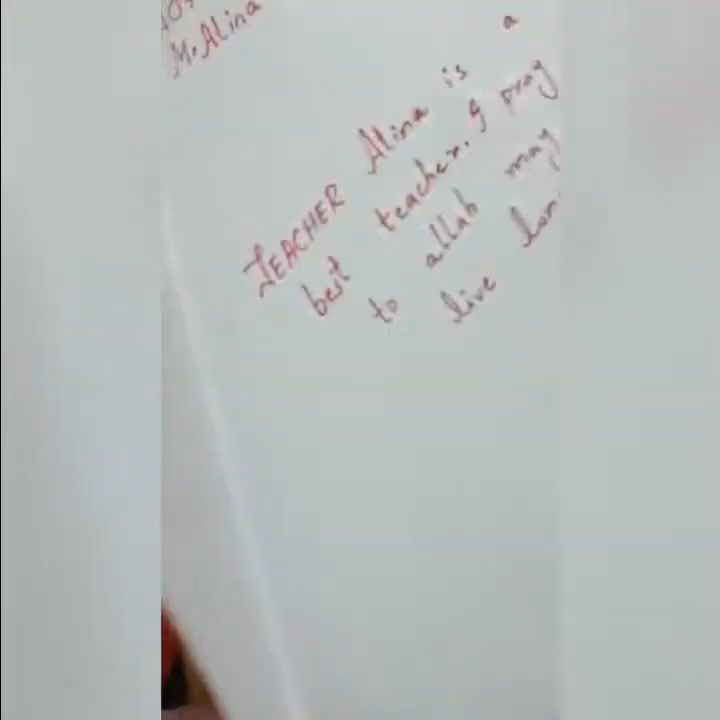 M.Alina
TEACHER Alina is a
best teacher. I pray
to allah may
live